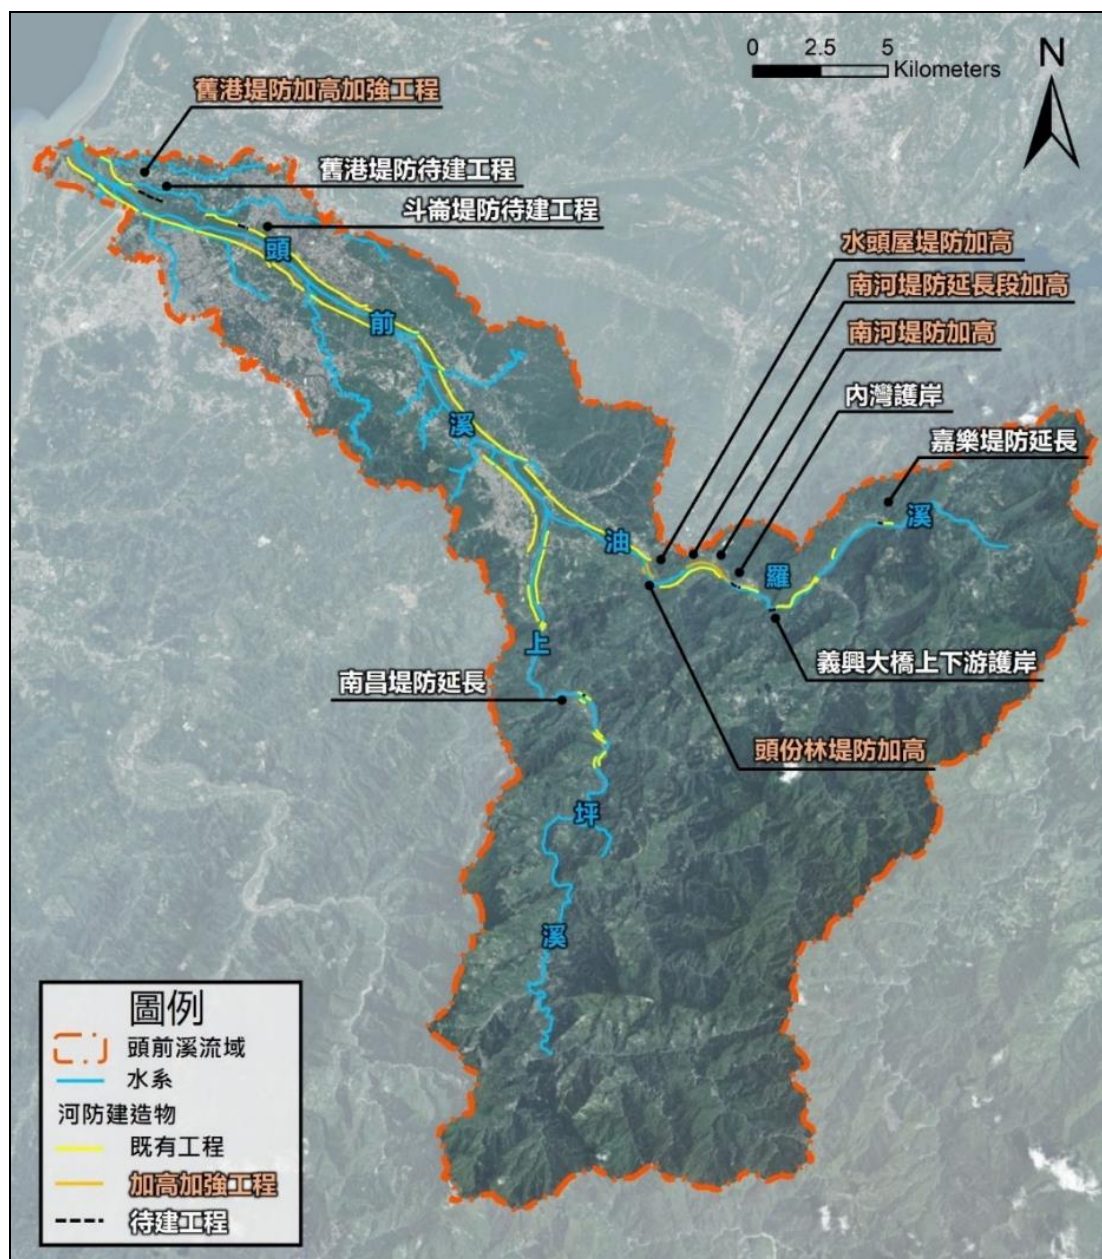 0 2.5 5
Kilometers
N
舊港堤防加高加強工程
舊港堤防待建工程
斗崙堤防待建工程
水頭屋堤防加高
南河堤防延長段加高
南河堤防加高
內灣護岸
嘉樂堤防延長
頭
前
溪
油
羅
溪
義興大橋上下游護岸
上
南昌堤防延長
頭份林堤防加高
坪
溪
圖例
頭前溪流域
水系
河防建造物
既有工程
加高加強工程
待建工程